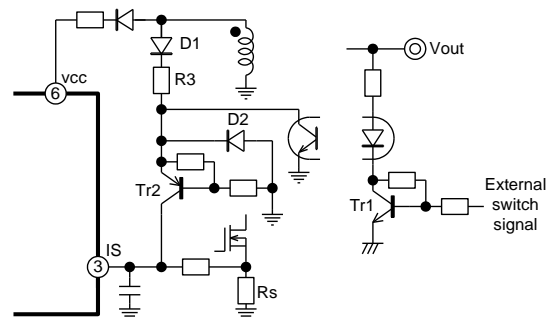 D1
Vout
vcc
6
R3
D2
Tr2
Tr1
External
switch
signal
IS
3
Rs